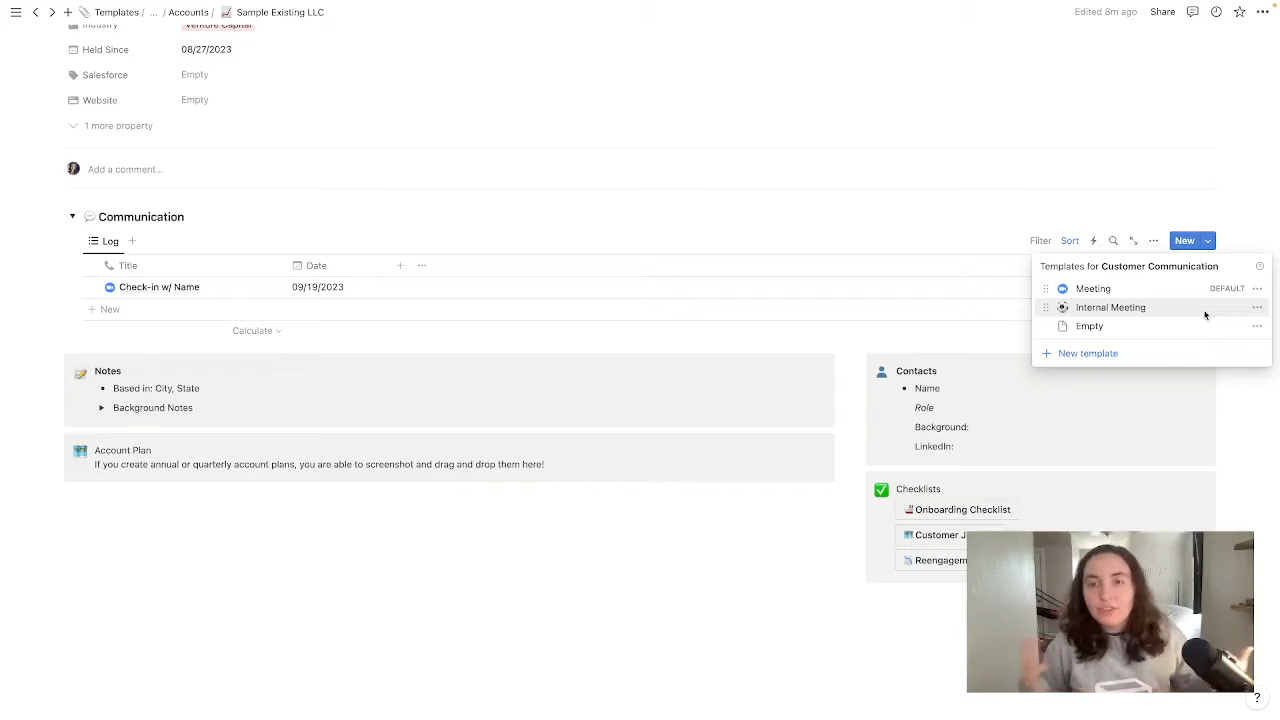 Templates / ... / Accounts / Sample Existing LLC
Edited 8m ago Share
Industry Venture Capital
Held Since 08/27/2023
Salesforce Empty
Website Empty
1 more property
Add a comment...
Communication
Log
Filter Sort New
Title Date
Check-in w/ Name 09/19/2023
New
Calculate
Templates for Customer Communication
Meeting DEFAULT
Internal Meeting
Empty
New template
Notes
Based in: City, State
Background Notes
Account Plan
If you create annual or quarterly account plans, you are able to screenshot and drag and drop them here!
Contacts
Name
Role
Background:
LinkedIn:
Checklists
Onboarding Checklist
Customer J
Reengagem
?